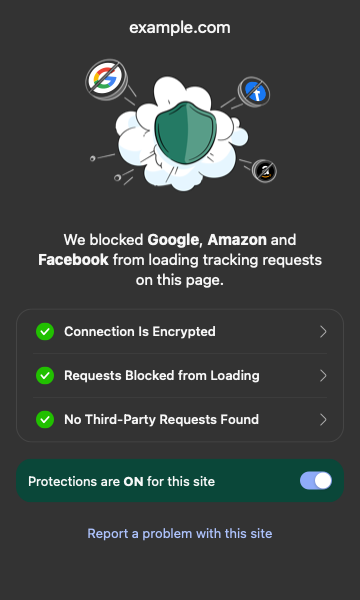 example.com
We blocked Google, Amazon and
Facebook from loading tracking requests
on this page.
Connection Is Encrypted
Requests Blocked from Loading
No Third-Party Requests Found
Protections are ON for this site
Report a problem with this site